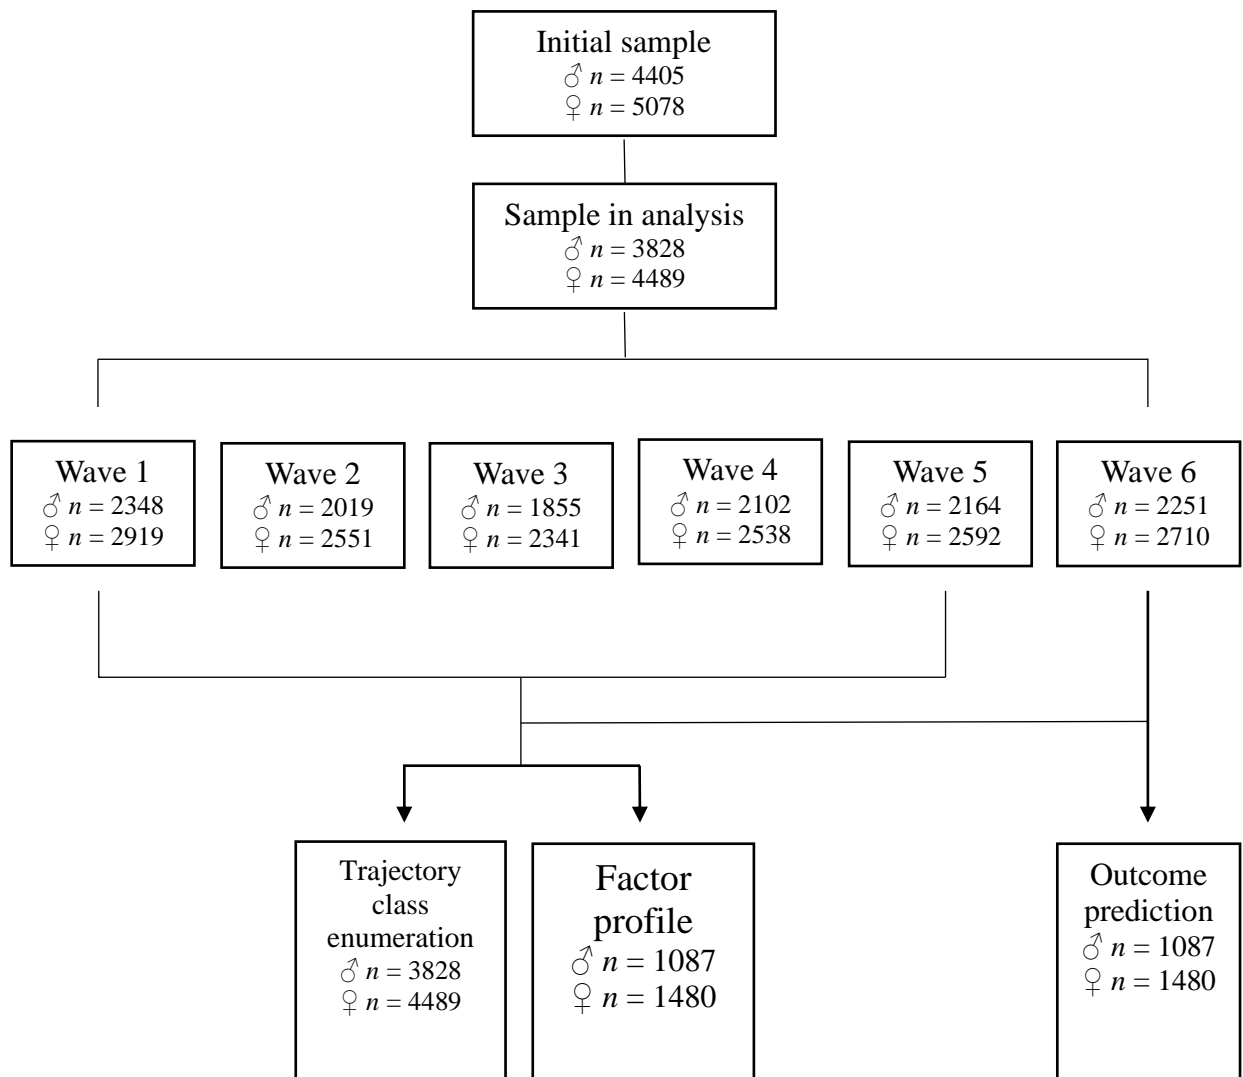 Initial sample
♂ n = 4405
♀ n = 5078
Sample in analysis
♂ n = 3828
♀ n = 4489
Wave 1
♂ n = 2348
♀ n = 2919
Wave 2
♂ n = 2019
♀ n = 2551
Wave 3
♂ n = 1855
♀ n = 2341
Wave 4
♂ n = 2102
♀ n = 2538
Wave 5
♂ n = 2164
♀ n = 2592
Wave 6
♂ n = 2251
♀ n = 2710
Trajectory
class
enumeration
♂ n = 3828
♀ n = 4489
Factor
profile
♂ n = 1087
♀ n = 1480
Outcome
prediction
♂ n = 1087
♀ n = 1480